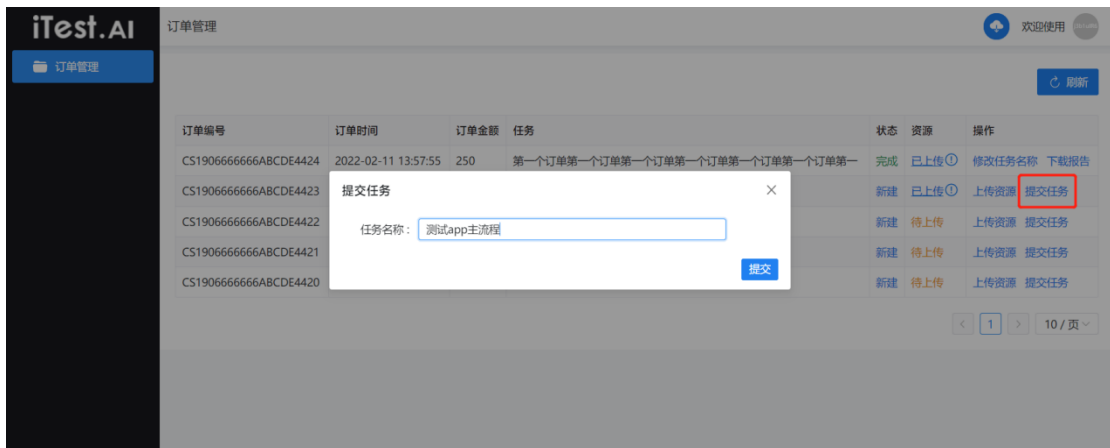 iTest.AI
订单管理
欢迎使用
订单管理
刷新
订单编号 订单时间 订单金额 任务 状态 资源 操作
CS1906666666ABCDE4424 2022-02-11 13:57:55 250 第一个订单第一个订单第一个订单第一个订单第一个订单第一 完成 已上传 修改任务名称 下载报告
CS1906666666ABCDE4423 新建 已上传 上传资源 提交任务
CS1906666666ABCDE4422 新建 待上传 上传资源 提交任务
CS1906666666ABCDE4421 新建 待上传 上传资源 提交任务
CS1906666666ABCDE4420 新建 待上传 上传资源 提交任务
提交任务
任务名称： 测试app主流程
提交
< 1 > 10 / 页